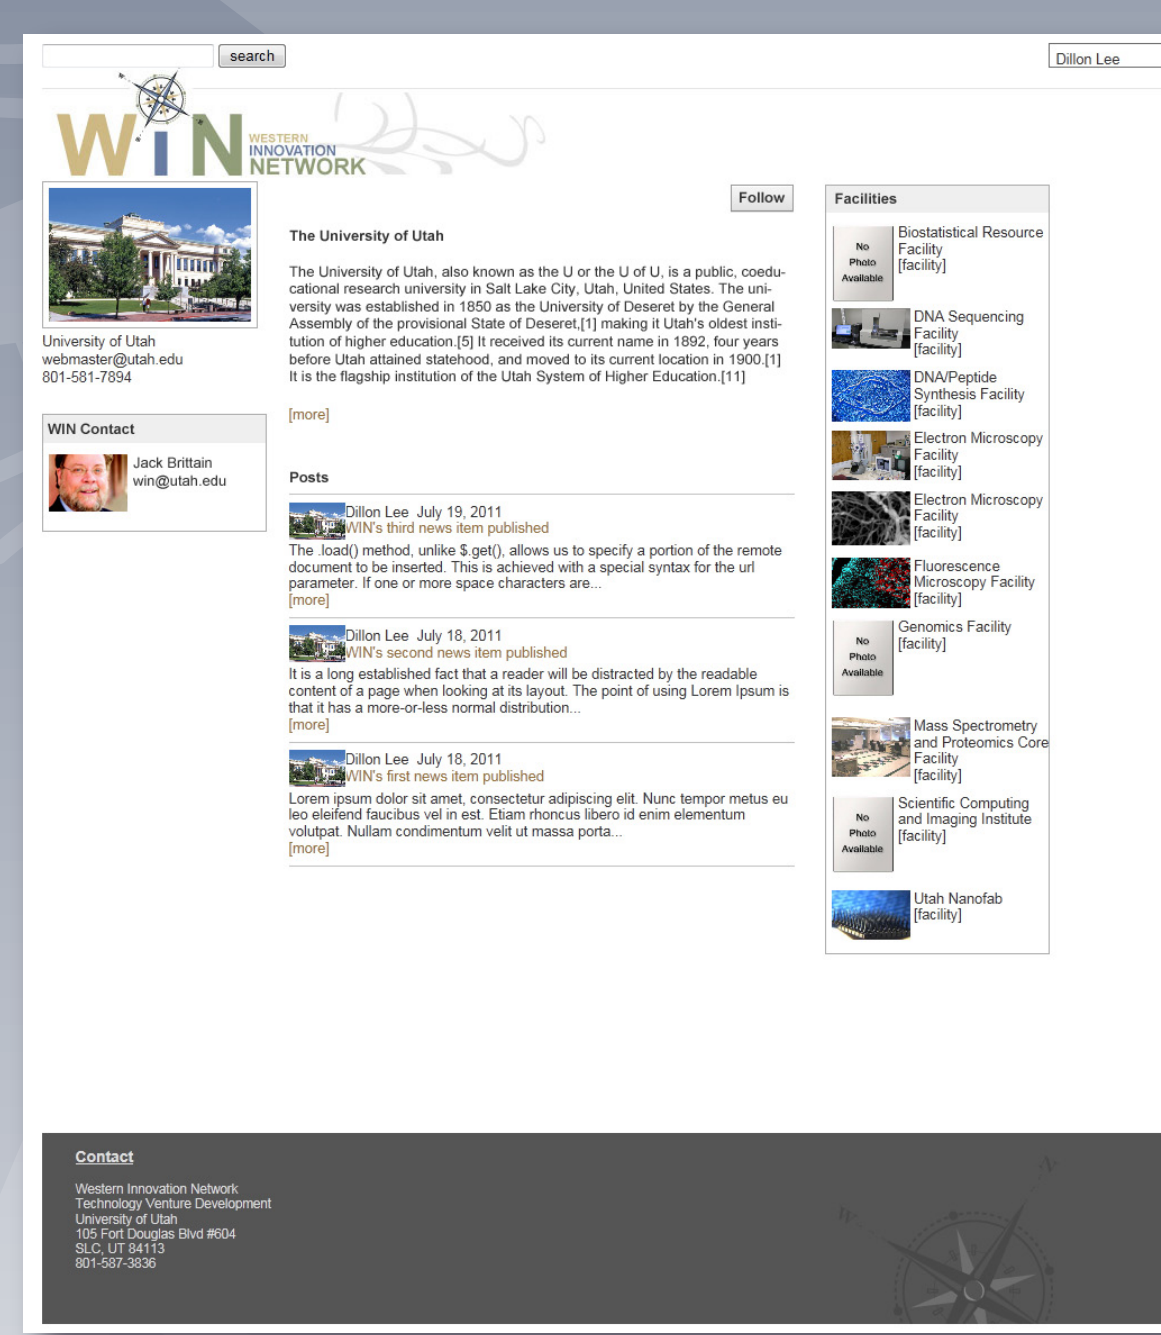 search
Dillon Lee
WiN
WESTERN
INNOVATION
NETWORK
University of Utah
webmaster@utah.edu
801-581-7894
WIN Contact
Jack Brittain
win@utah.edu
Follow
The University of Utah
The University of Utah, also known as the U or the U of U, is a public, coedu-
cational research university in Salt Lake City, Utah, United States. The uni-
versity was established in 1850 as the University of Deseret by the General
Assembly of the provisional State of Deseret,[1] making it Utah's oldest insti-
tution of higher education.[5] It received its current name in 1892, four years
before Utah attained statehood, and moved to its current location in 1900.[1]
It is the flagship institution of the Utah System of Higher Education.[11]
[more]
Posts
Dillon Lee July 19, 2011
WIN's third news item published
The .load() method, unlike $.get(), allows us to specify a portion of the remote
document to be inserted. This is achieved with a special syntax for the url
parameter. If one or more space characters are...
[more]
Dillon Lee July 18, 2011
WIN's second news item published
It is a long established fact that a reader will be distracted by the readable
content of a page when looking at its layout. The point of using Lorem Ipsum is
that it has a more-or-less normal distribution...
[more]
Dillon Lee July 18, 2011
WIN's first news item published
Lorem ipsum dolor sit amet, consectetur adipiscing elit. Nunc tempor metus eu
leo eleifend faucibus vel in est. Etiam rhoncus libero id enim elementum
volutpat. Nullam condimentum velit ut massa porta...
[more]
Facilities
No
Photo
Available
Biostatistical Resource
Facility
[facility]
DNA Sequencing
Facility
[facility]
DNA/Peptide
Synthesis Facility
[facility]
Electron Microscopy
Facility
[facility]
Electron Microscopy
Facility
[facility]
Fluorescence
Microscopy Facility
[facility]
No
Photo
Available
Genomics Facility
[facility]
Mass Spectrometry
and Proteomics Core
Facility
[facility]
No
Photo
Available
Scientific Computing
and Imaging Institute
[facility]
Utah Nanofab
[facility]
Contact
Western Innovation Network
Technology Venture Development
University of Utah
105 Fort Douglas Blvd #604
SLC, UT 84113
801-587-3836
N
W